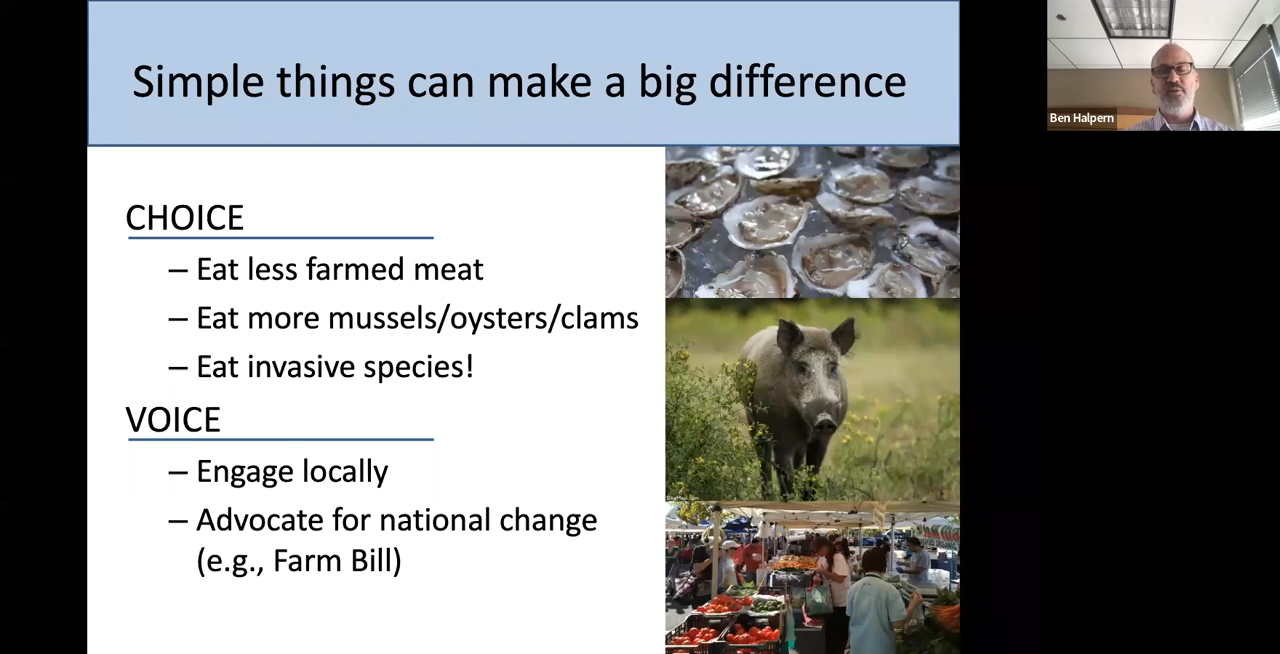 Simple things can make a big difference
Ben Halpern
CHOICE
– Eat less farmed meat
– Eat more mussels/oysters/clams
– Eat invasive species!
VOICE
– Engage locally
– Advocate for national change
(e.g., Farm Bill)